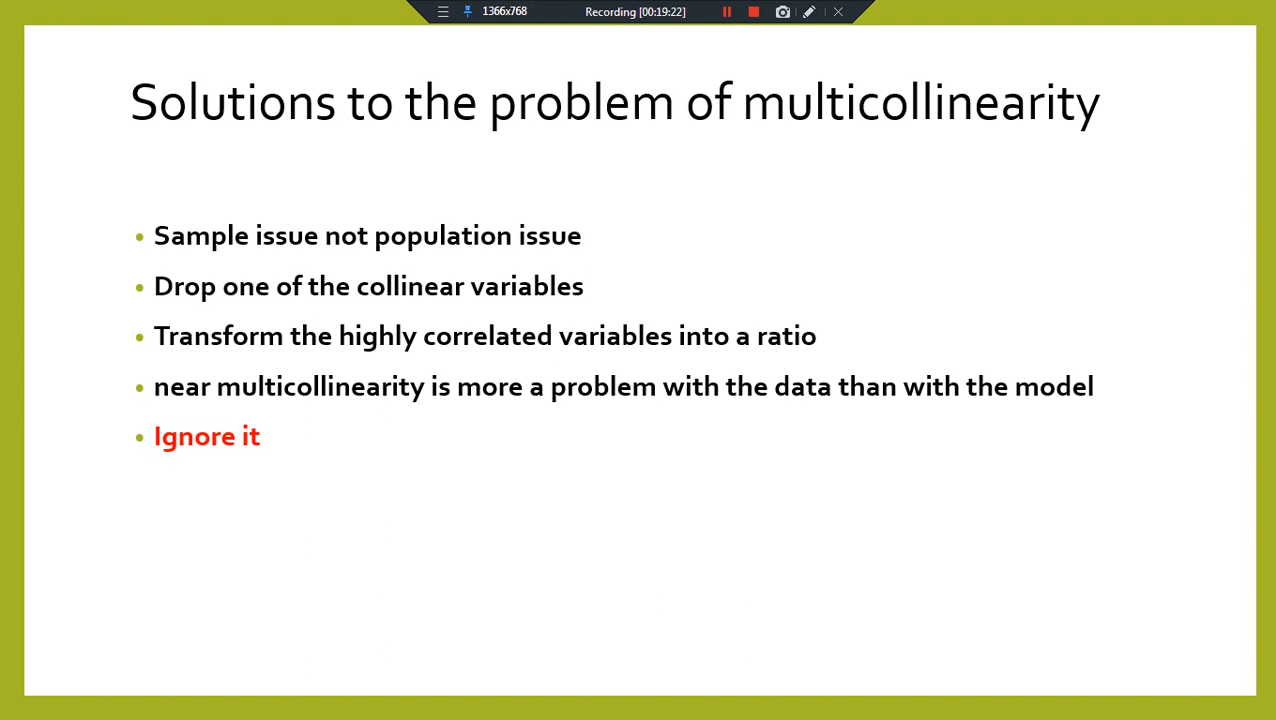 1366x768 Recording [00:19:22]
Solutions to the problem of multicollinearity
• Sample issue not population issue
• Drop one of the collinear variables
• Transform the highly correlated variables into a ratio
• near multicollinearity is more a problem with the data than with the model
• Ignore it